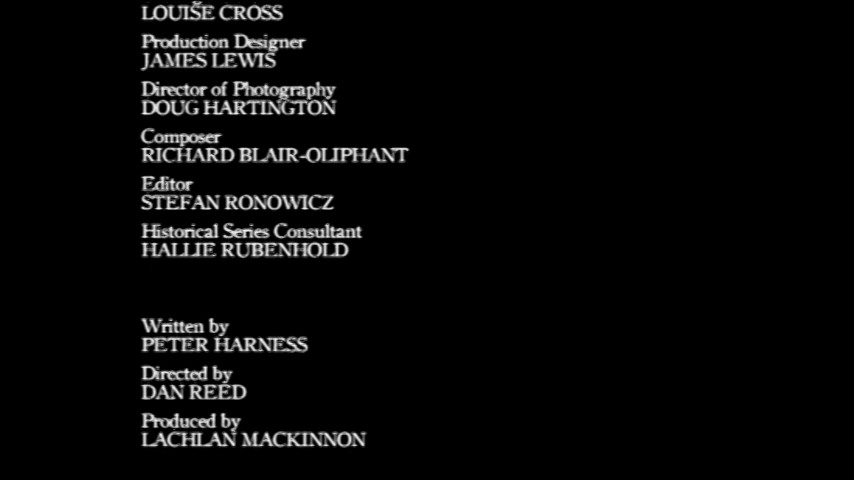 LOUISE CROSS
Production Designer
JAMES LEWIS
Director of Photography
DOUG HARTINGTON
Composer
RICHARD BLAIR-OLIPHANT
Editor
STEFAN RONOWICZ
Historical Series Consultant
HALLIE RUBENHOLD
Written by
PETER HARNESS
Directed by
DAN REED
Produced by
LACHLAN MACKINNON